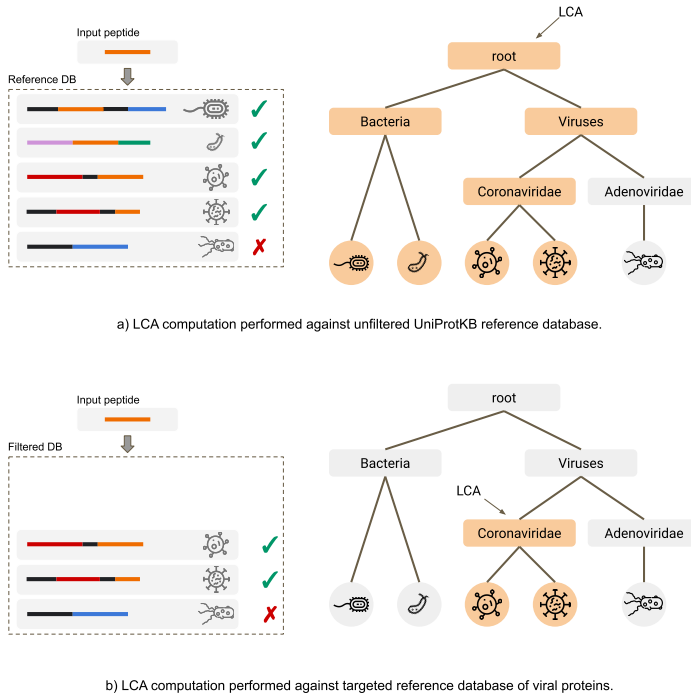 Input peptide
Reference DB
LCA
root
Bacteria
Viruses
Coronaviridae
Adenoviridae
a) LCA computation performed against unfiltered UniProtKB reference database.
Input peptide
Filtered DB
root
Bacteria
Viruses
LCA
Coronaviridae
Adenoviridae
b) LCA computation performed against targeted reference database of viral proteins.